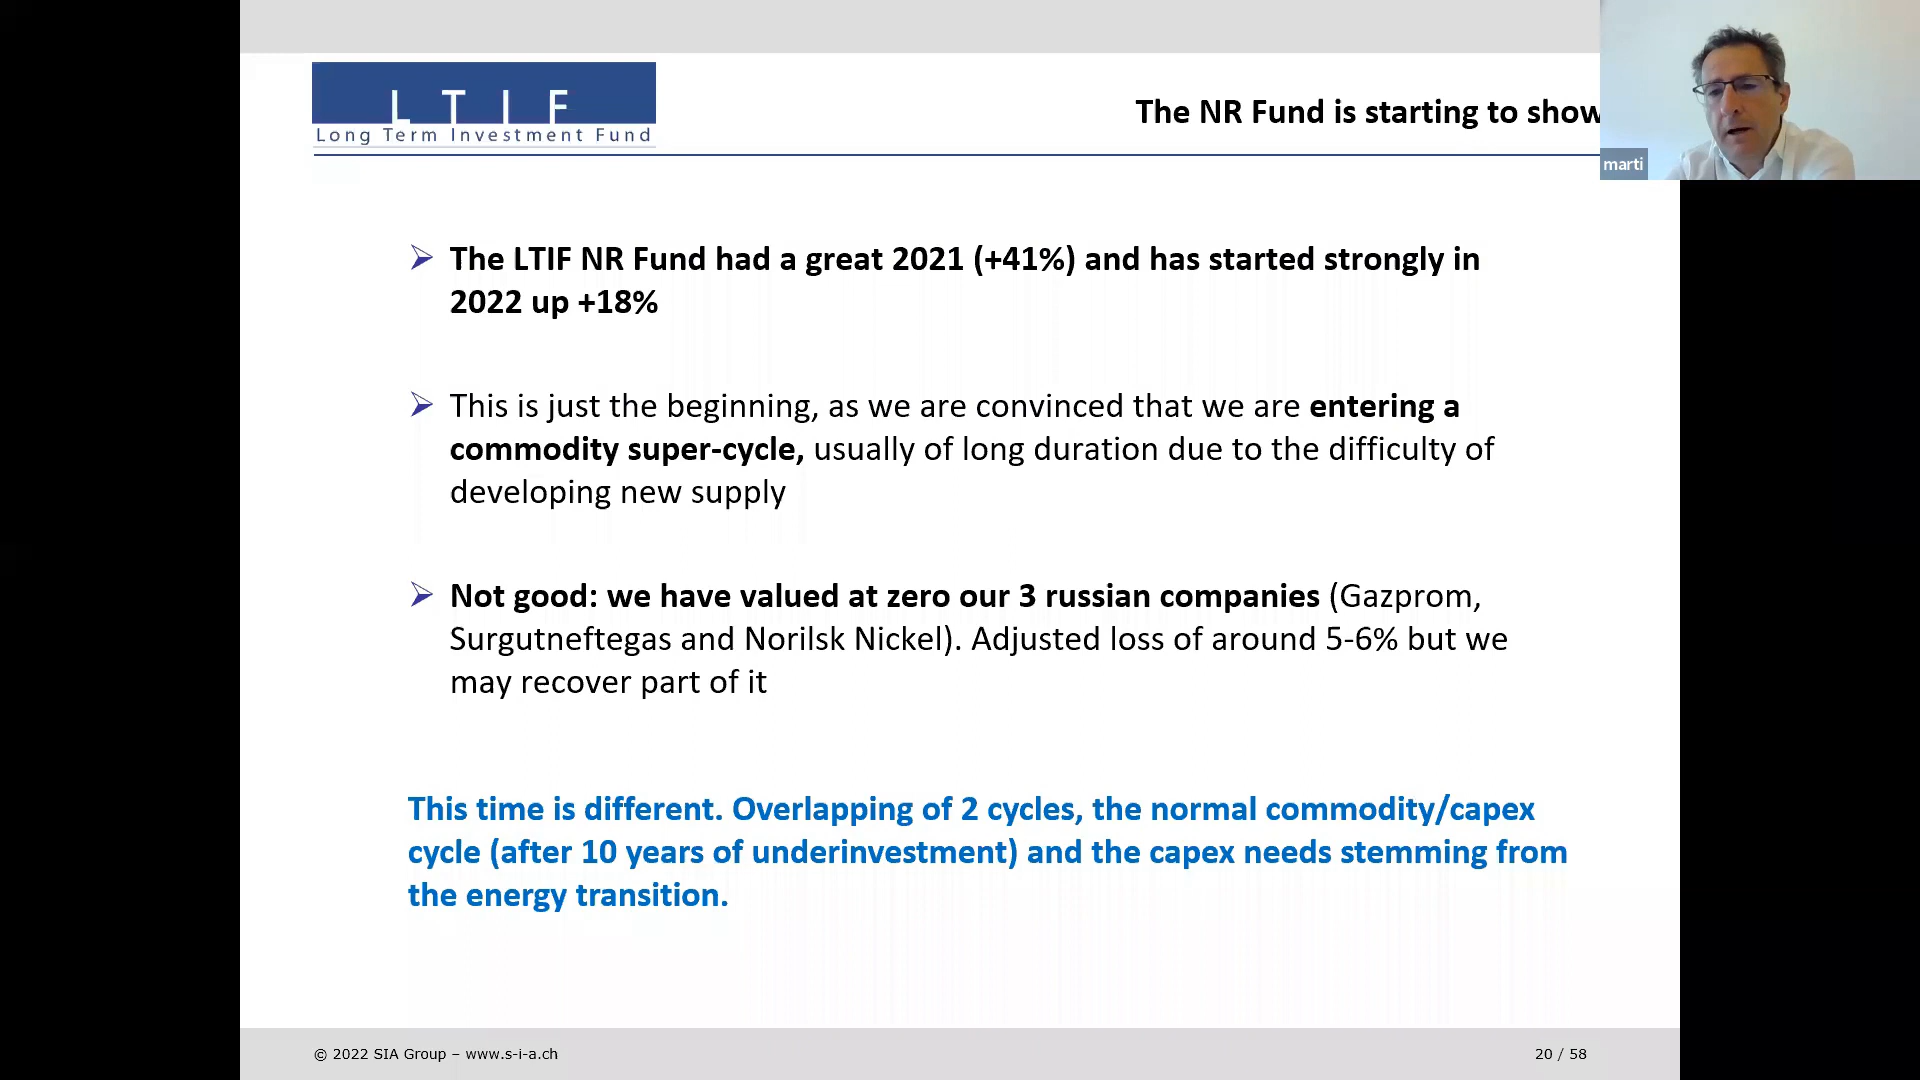 LTIF
Long Term Investment Fund
The NR Fund is starting to show
marti
The LTIF NR Fund had a great 2021 (+41%) and has started strongly in
2022 up +18%
This is just the beginning, as we are convinced that we are entering a
commodity super-cycle, usually of long duration due to the difficulty of
developing new supply
Not good: we have valued at zero our 3 russian companies (Gazprom,
Surgutneftegas and Norilsk Nickel). Adjusted loss of around 5-6% but we
may recover part of it
This time is different. Overlapping of 2 cycles, the normal commodity/capex
cycle (after 10 years of underinvestment) and the capex needs stemming from
the energy transition.
© 2022 SIA Group – www.s-i-a.ch
20 / 58